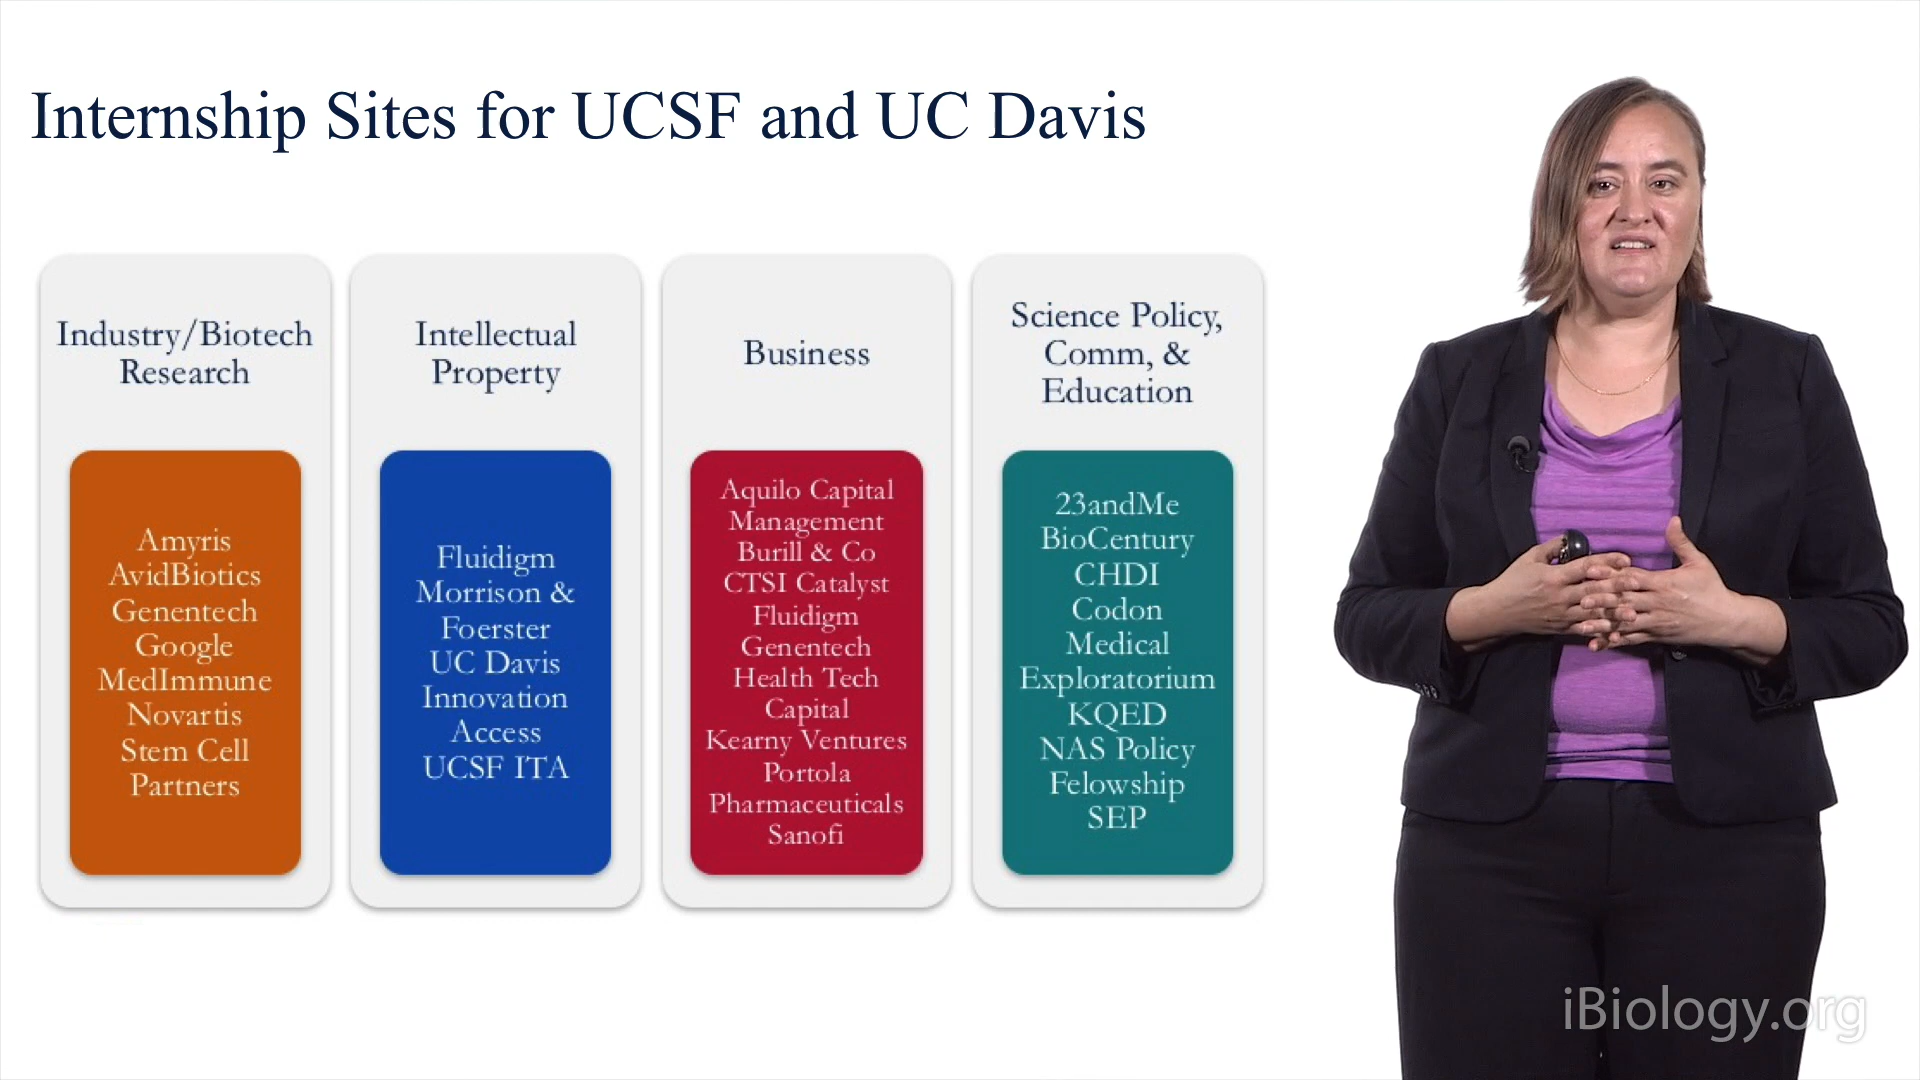 Internship Sites for UCSF and UC Davis
Industry/Biotech
Research
Amyris
AvidBiotics
Genentech
Google
MedImmune
Novartis
Stem Cell
Partners
Intellectual
Property
Fluidigm
Morrison &
Foerster
UC Davis
Innovation
Access
UCSF ITA
Business
Aquilo Capital
Management
Burill & Co
CTSI Catalyst
Fluidigm
Genentech
Health Tech
Capital
Kearny Ventures
Portola
Pharmaceuticals
Sanofi
Science Policy,
Comm, &
Education
23andMe
BioCentury
CHDI
Codon
Medical
Exploratorium
KQED
NAS Policy
Felowship
SEP
iBiology.org